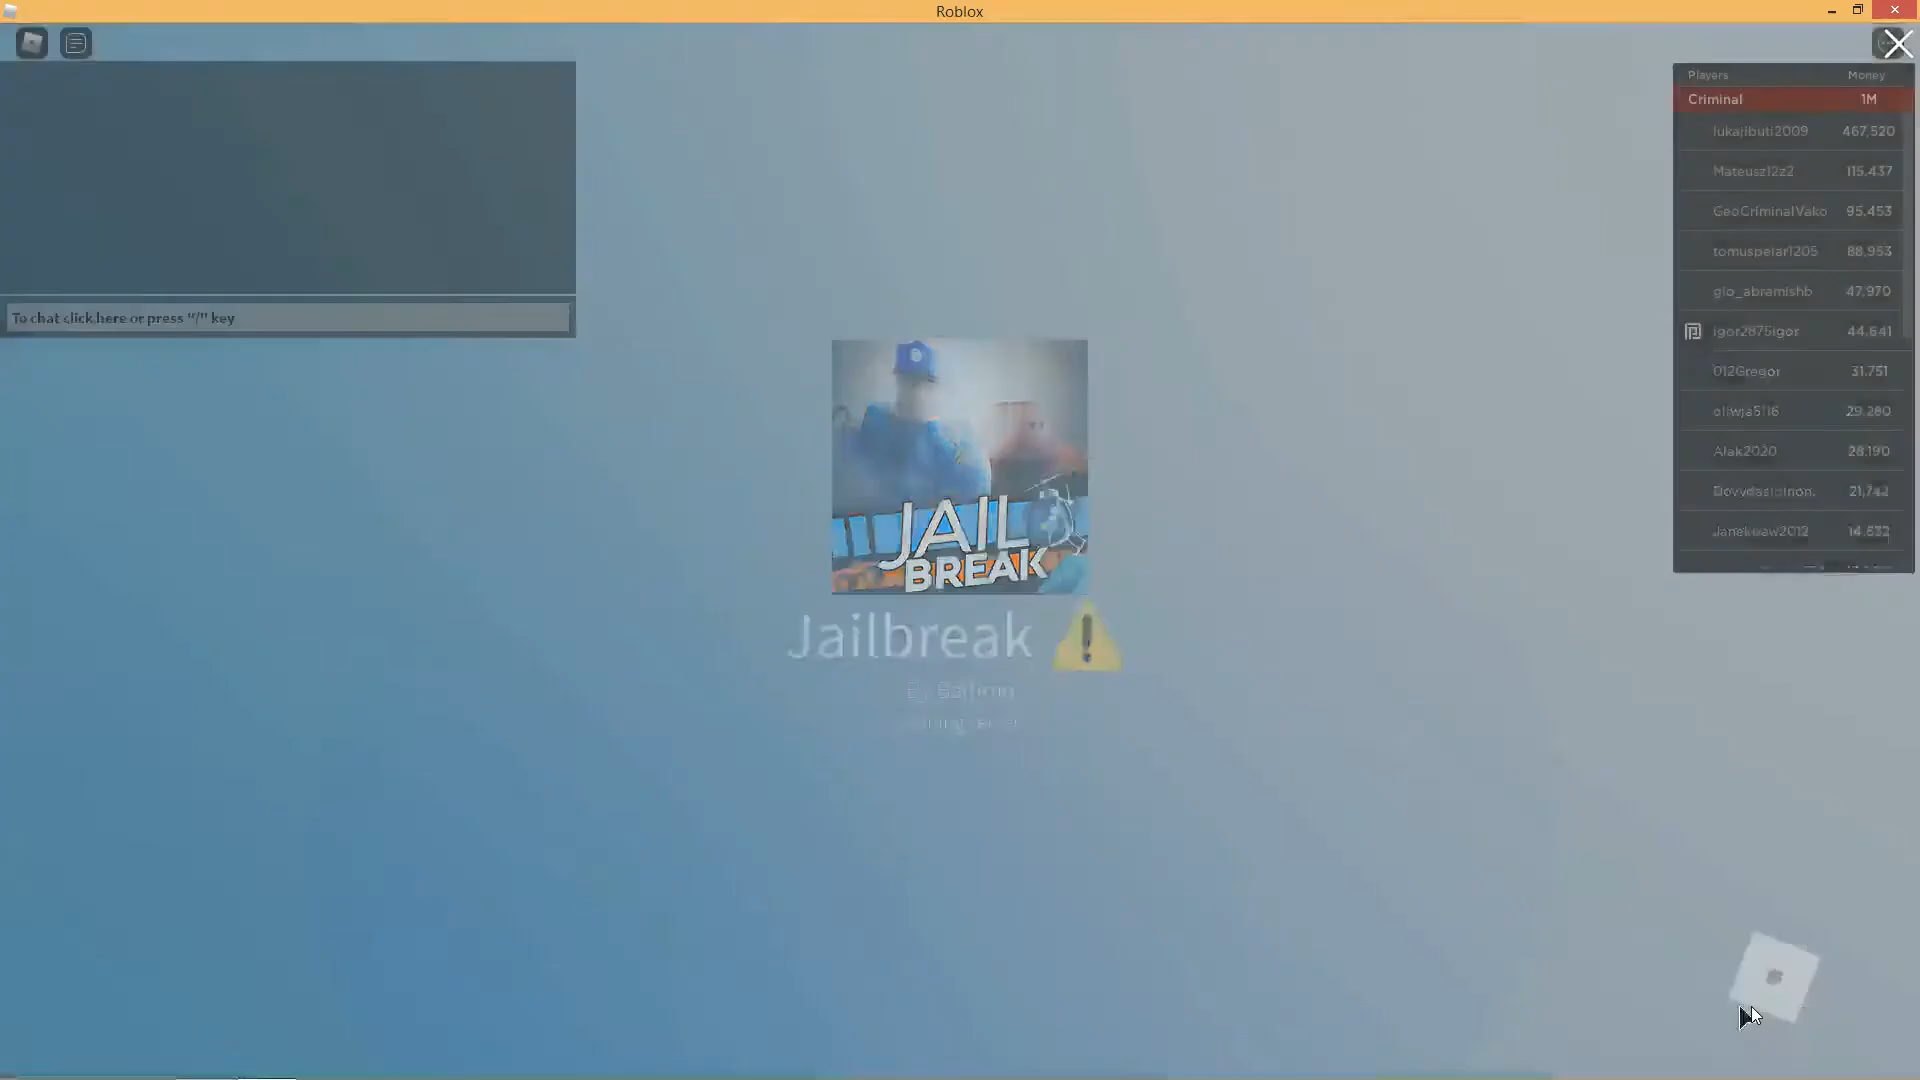 Roblox
Players Money
Criminal 1M
lukajibuti2009 467,520
Mateusz12z2 115,437
GeoCriminalVako 95,453
tomuspeiar1205 88,953
gio_abramishb 47,970
igor2875igor 44,641
012Gregor 31,751
oliwja5116 29,280
Alak2020 28,190
21,742
14,632
To chat click here or press "/" key
JAIL
BREAK
Jailbreak
By